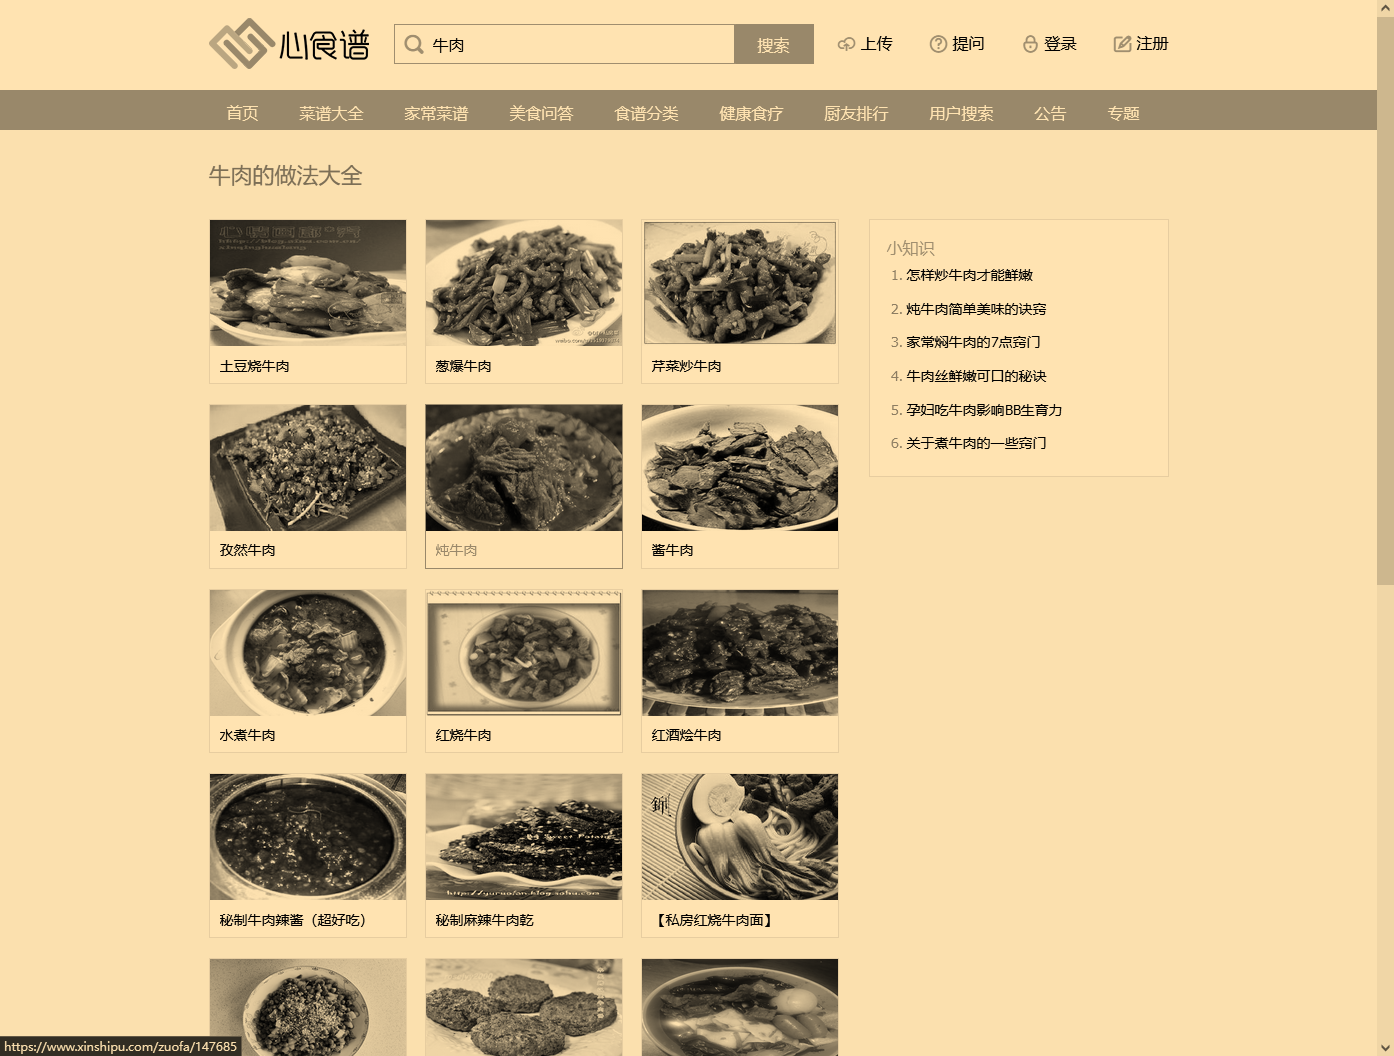 心食谱
牛肉
搜索
上传
提问
登录
注册
首页
菜谱大全
家常菜谱
美食问答
食谱分类
健康食疗
厨友排行
用户搜索
公告
专题
牛肉的做法大全
土豆烧牛肉
葱爆牛肉
芹菜炒牛肉
孜然牛肉
炖牛肉
酱牛肉
水煮牛肉
红烧牛肉
红酒烩牛肉
秘制牛肉辣酱（超好吃）
秘制麻辣牛肉乾
【私房红烧牛肉面】
小知识
1. 怎样炒牛肉才能鲜嫩
2. 炖牛肉简单美味的诀窍
3. 家常焖牛肉的7点窍门
4. 牛肉丝鲜嫩可口的秘诀
5. 孕妇吃牛肉影响BB生育力
6. 关于煮牛肉的一些窍门
https://www.xinshipu.com/zuofa/147685